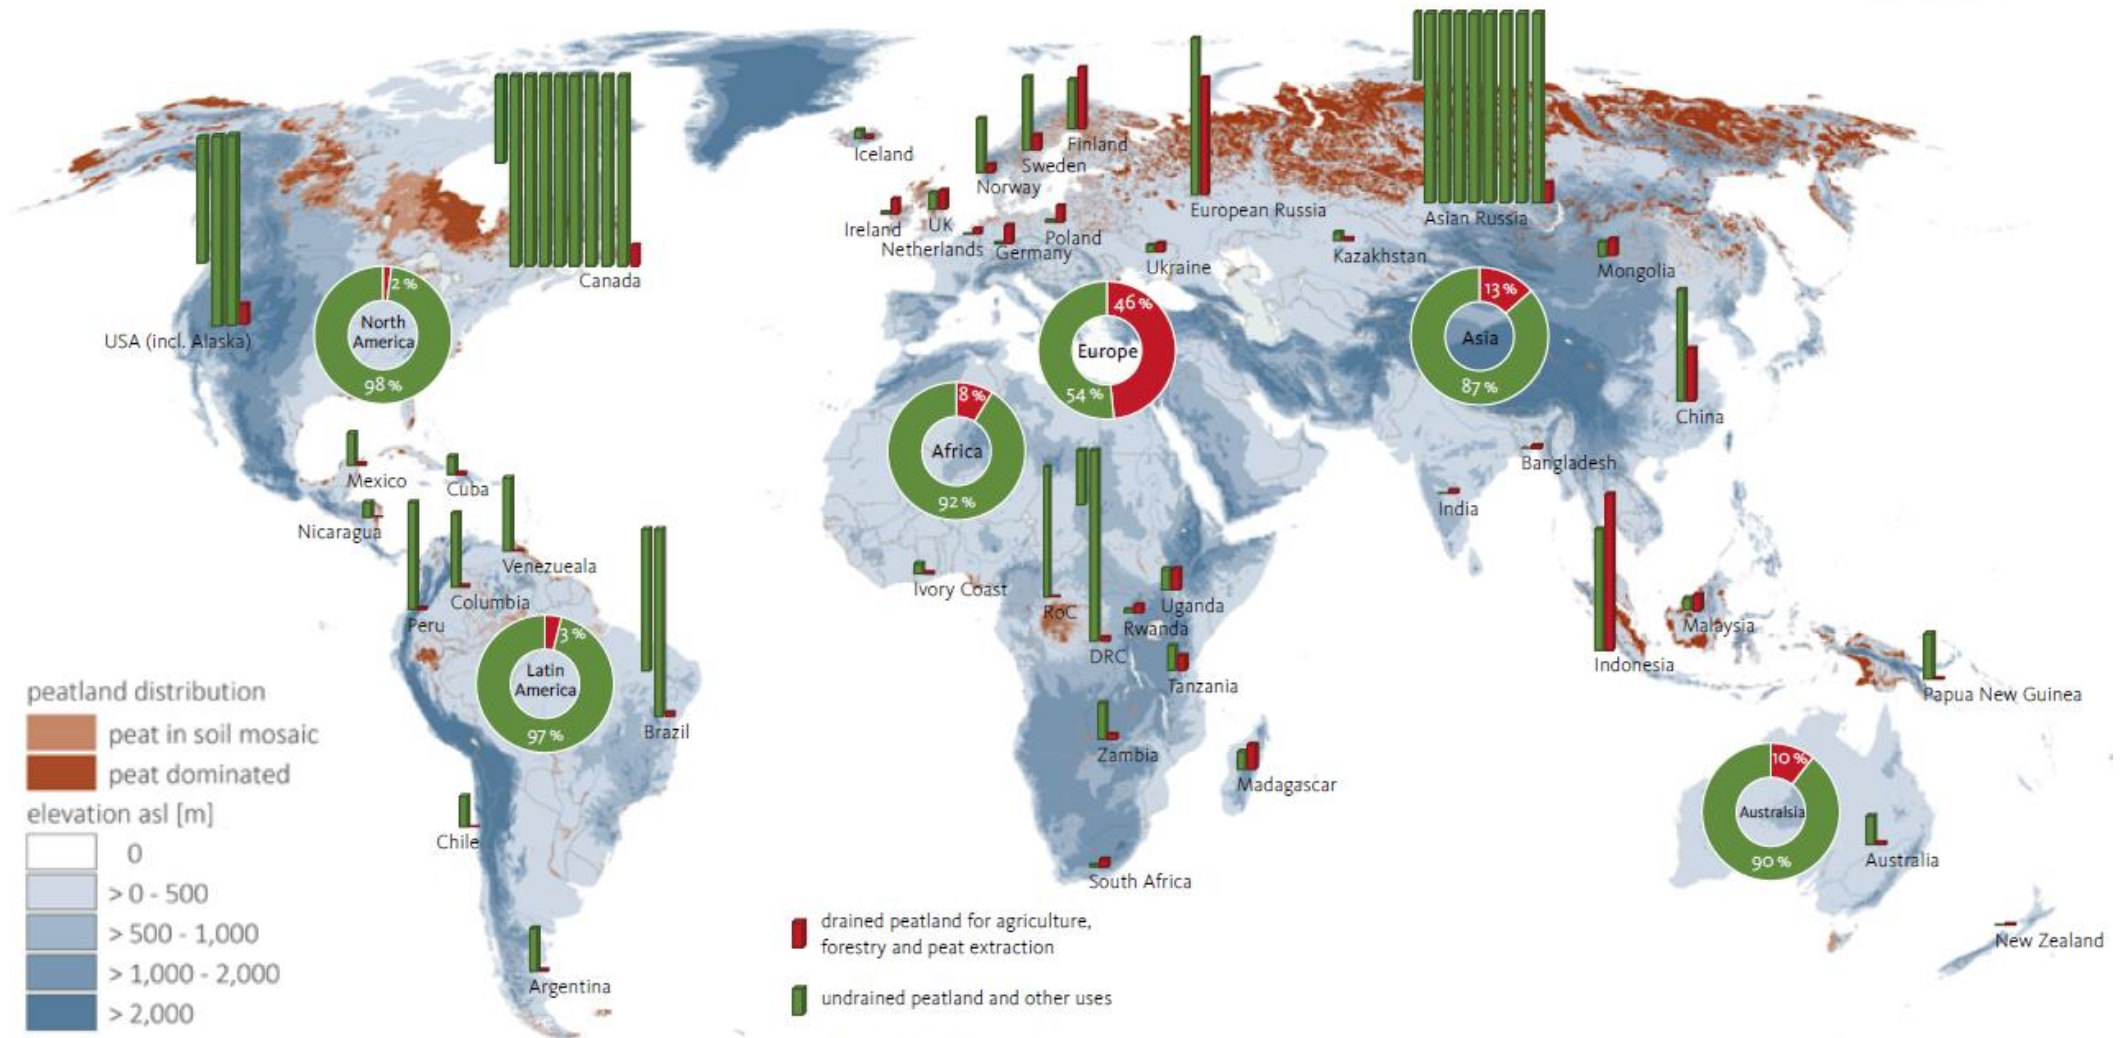 Iceland
Finland
Sweden
Norway
European Russia
Asian Russia
Ireland
UK
Netherlands
Germany
Poland
Ukraine
Kazakhstan
Mongolia
Canada
USA (incl. Alaska)
2 %
North
America
98 %
46 %
Europe
54 %
13 %
Asia
87 %
China
8 %
Africa
92 %
Bangladesh
India
Mexico
Cuba
Nicaragua
Venezueala
Columbia
Peru
Ivory Coast
RoC
Uganda
Rwanda
DRC
Tanzania
Indonesia
Malaysia
Papua New Guinea
3 %
Latin
America
97 %
Brazil
Zambia
Madagascar
10 %
Australsia
90 %
Australia
Chile
South Africa
New Zealand
Argentina
peatland distribution
peat in soil mosaic
peat dominated
elevation asl [m]
0
> 0 - 500
> 500 - 1,000
> 1,000 - 2,000
> 2,000
drained peatland for agriculture,
forestry and peat extraction
undrained peatland and other uses